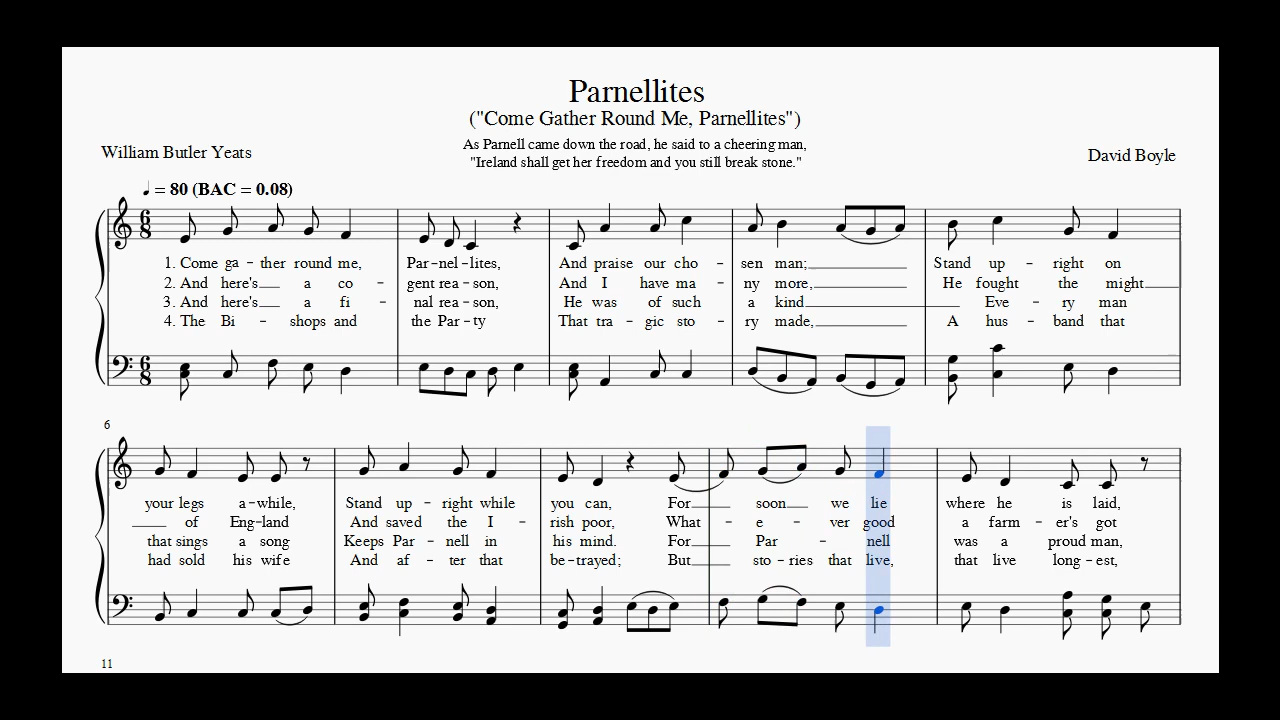 Parnellites
("Come Gather Round Me, Parnellites")
As Parnell came down the road, he said to a cheering man,
"Ireland shall get her freedom and you still break stone."
William Butler Yeats
David Boyle
♩ = 80 (BAC = 0.08)
1. Come ga - ther round me, Par-nel-lites, And praise our cho - sen man; Stand up - right on
2. And here's a co - gent rea-son, And I have ma - ny more, He fought the might
3. And here's a fi - nal rea-son, He was of such a kind Eve - ry man
4. The Bi - shops and the Par-ty That tra - gic sto - ry made, A hus - band that
6
your legs a-while, Stand up - right while you can, For soon we lie where he is laid,
of Eng-land And saved the I - rish poor, What - e - ver good a farm - er's got
that sings a song Keeps Par - nell in his mind. For Par - nell was a proud man,
had sold his wife And af - ter that be-trayed; But sto-ries that live, that live long-est,
11